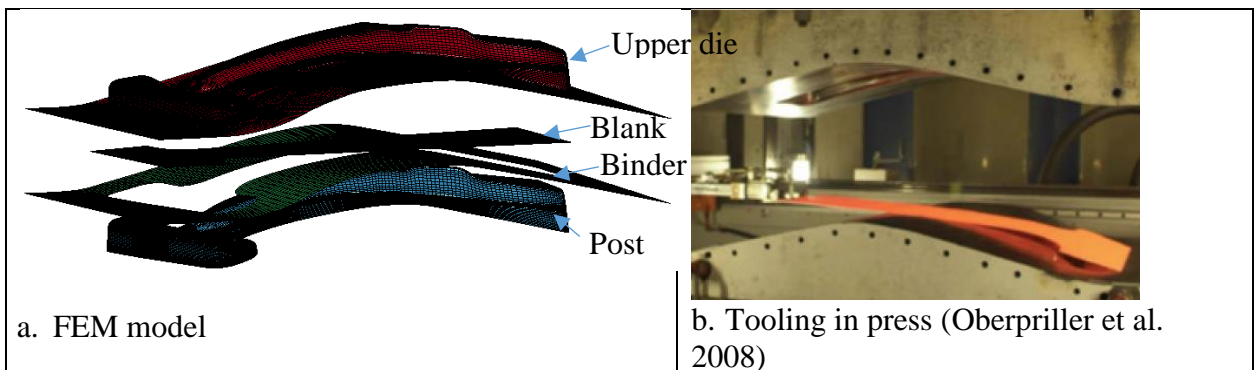 Upper die
Blank
Binder
Post
a. FEM model
b. Tooling in press (Oberpriller et al.
2008)